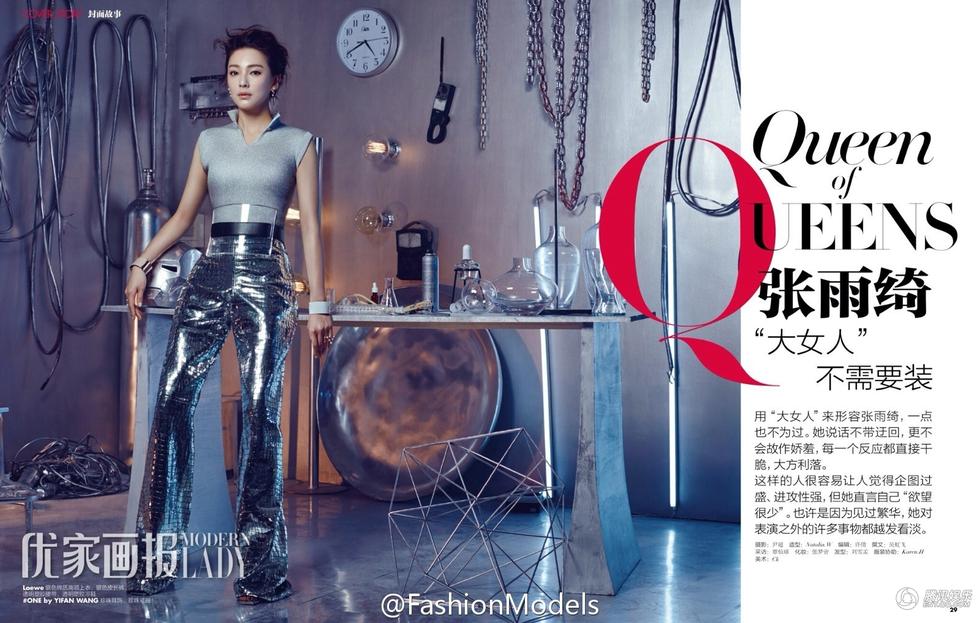 COVER STORY 封面故事
Queen
of
QUEENS
张雨绮
“大女人”
不需要装
用“大女人”来形容张雨绮，一点
也不为过。她说话不带迂回，更不
会故作娇羞，每一个反应都直接干
脆，大方利落。
这样的人很容易让人觉得企图过
盛、进攻性强，但她直言自己“欲望
很少”。也许是因为见过繁华，她对
表演之外的许多事物都越发看淡。
优家画报 MODERN
LADY
#ONE by YIFAN WANG
@FashionModels
腾讯娱乐
29